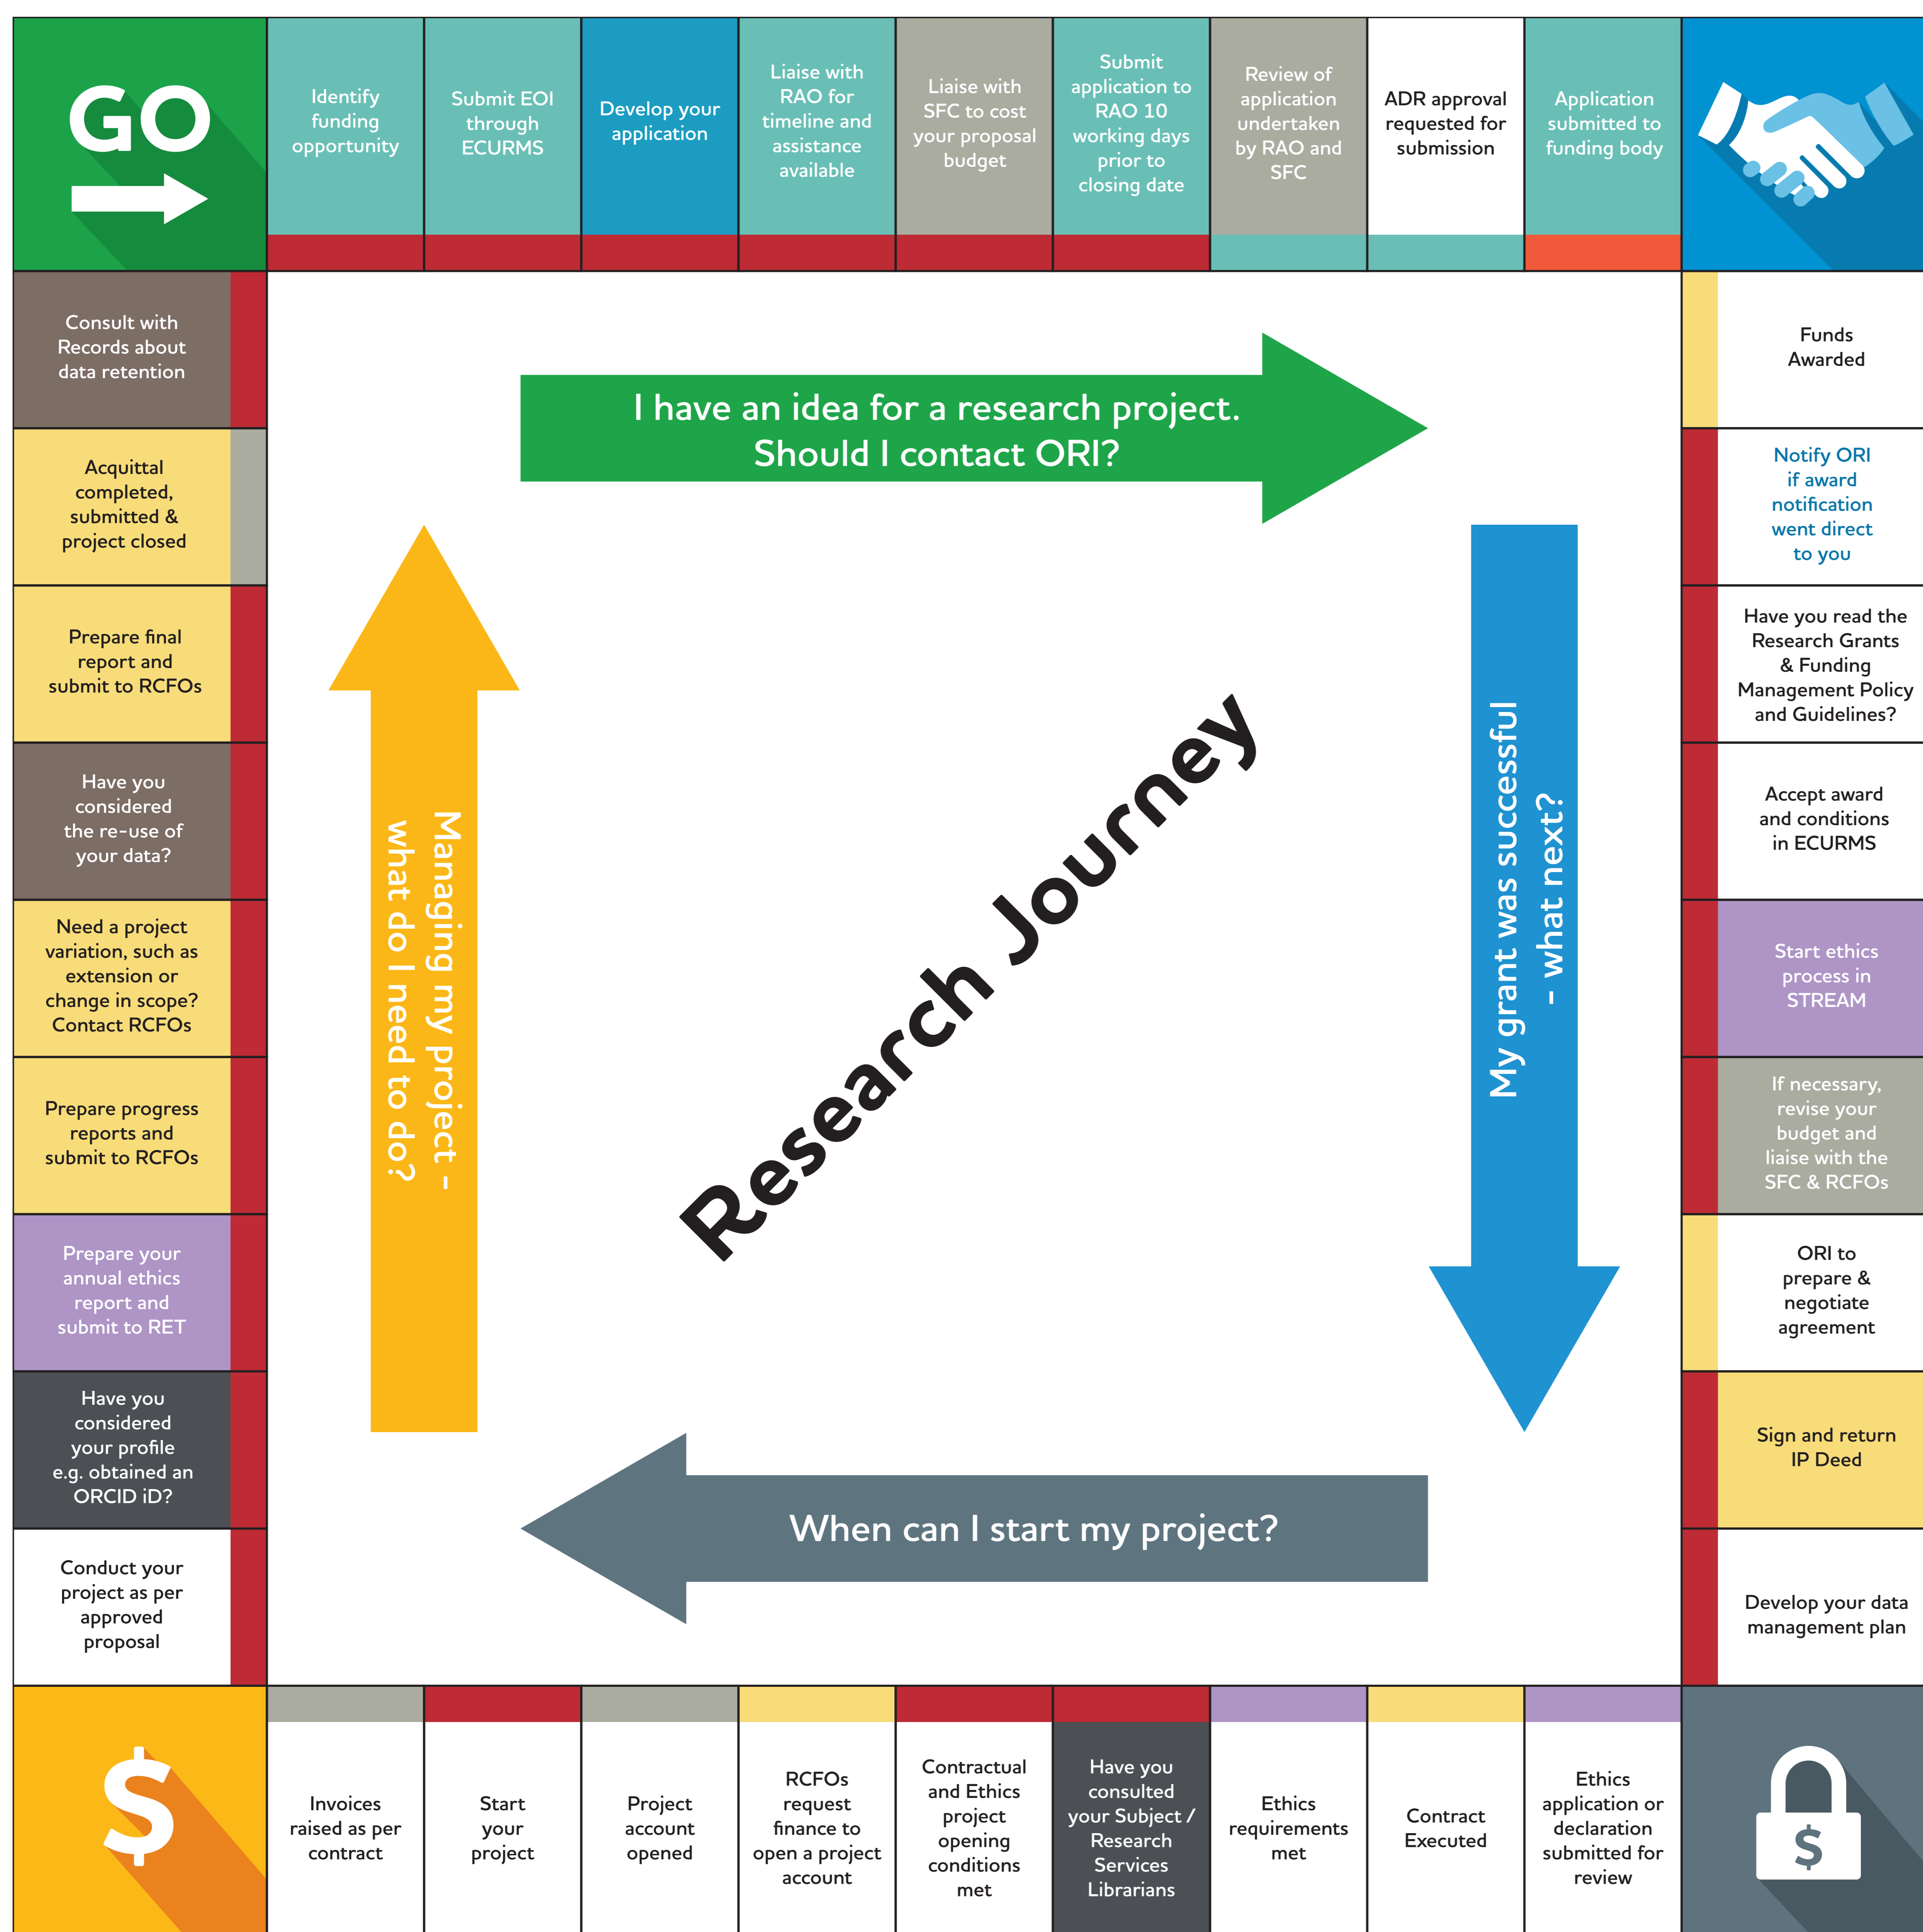 GO
Identify
funding
opportunity
Submit EOI
through
ECURMS
Develop your
application
Liaise with
RAO for
timeline and
assistance
available
Liaise with
SFC to cost
your proposal
budget
Submit
application to
RAO 10
working days
prior to
closing date
Review of
application
undertaken
by RAO and
SFC
ADR approval
requested for
submission
Application
submitted to
funding body
Funds
Awarded
Notify ORI
if award
notification
went direct
to you
Have you read the
Research Grants
& Funding
Management Policy
and Guidelines?
Accept award
and conditions
in ECURMS
Start ethics
process in
STREAM
If necessary,
revise your
budget and
liaise with the
SFC & RCFOs
ORI to
prepare &
negotiate
agreement
Sign and return
IP Deed
Develop your data
management plan
$
Ethics
application or
declaration
submitted for
review
Contract
Executed
Ethics
requirements
met
Have you
consulted
your Subject /
Research
Services
Librarians
Contractual
and Ethics
project
opening
conditions
met
RCFOs
request
finance to
open a project
account
Project
account
opened
Start
your
project
Invoices
raised as per
contract
$
Conduct your
project as per
approved
proposal
Have you
considered
your profile
e.g. obtained an
ORCID iD?
Prepare your
annual ethics
report and
submit to RET
Prepare progress
reports and
submit to RCFOs
Need a project
variation, such as
extension or
change in scope?
Contact RCFOs
Have you
considered
the re-use of
your data?
Prepare final
report and
submit to RCFOs
Acquittal
completed,
submitted &
project closed
Consult with
Records about
data retention
I have an idea for a research project.
Should I contact ORI?
My grant was successful
- what next?
When can I start my project?
Managing my project -
what do I need to do?
Research Journey